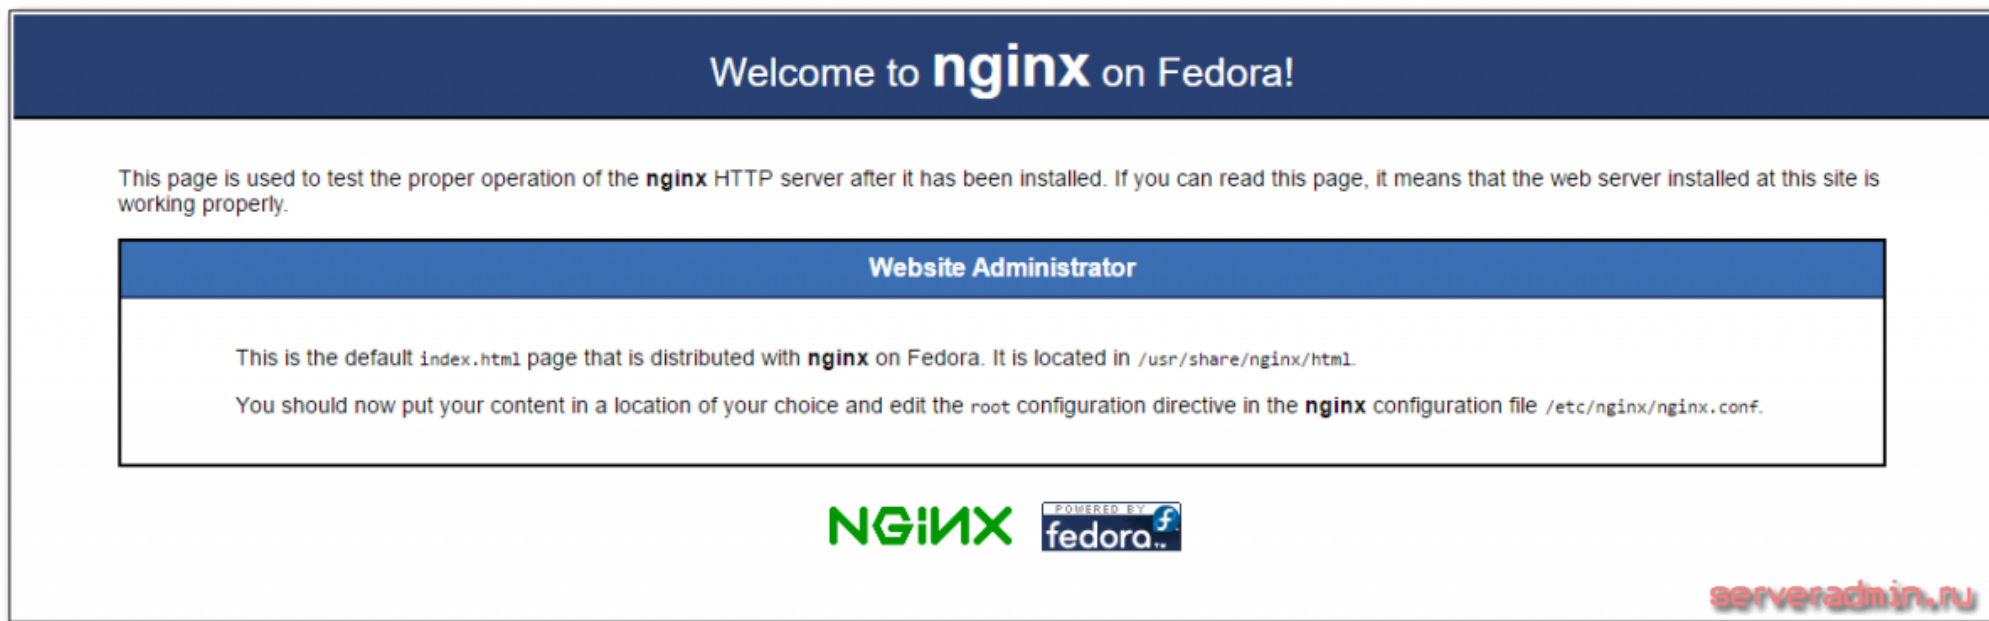 Welcome to nginx on Fedora!
This page is used to test the proper operation of the nginx HTTP server after it has been installed. If you can read this page, it means that the web server installed at this site is
working properly.
Website Administrator
This is the default index.html page that is distributed with nginx on Fedora. It is located in /usr/share/nginx/html.
You should now put your content in a location of your choice and edit the root configuration directive in the nginx configuration file /etc/nginx/nginx.conf.
NGINX
POWERED BY
fedora™
serveradmin.ru